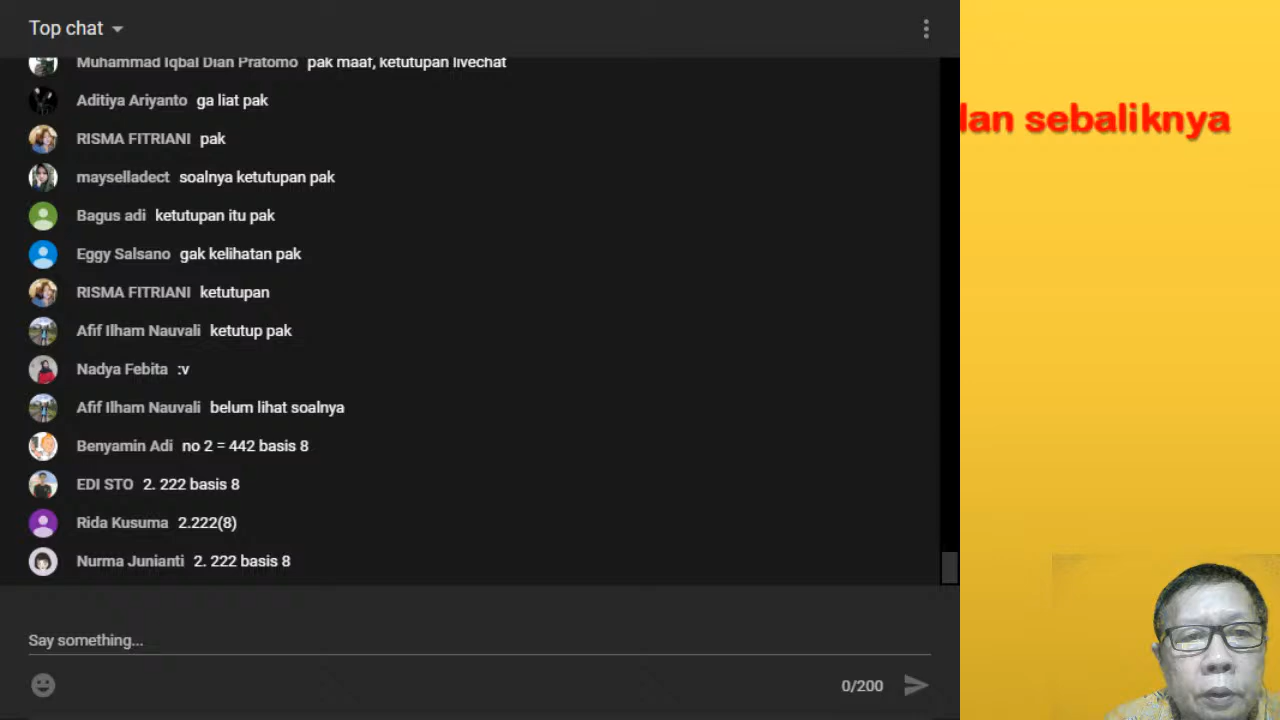 Top chat
Muhammad Iqbal Dian Pratomo pak maaf, ketutupan livechat
Aditiya Ariyanto ga liat pak
RISMA FITRIANI pak
mayselladect soalnya ketutupan pak
Bagus adi ketutupan itu pak
Eggy Salsano gak kelihatan pak
RISMA FITRIANI ketutupan
Afif Ilham Nauvali ketutup pak
Nadya Febita :v
Afif Ilham Nauvali belum lihat soalnya
Benyamin Adi no 2 = 442 basis 8
EDI STO 2. 222 basis 8
Rida Kusuma 2.222(8)
Nurma Junianti 2. 222 basis 8
Say something...
0/200
dan sebaliknya